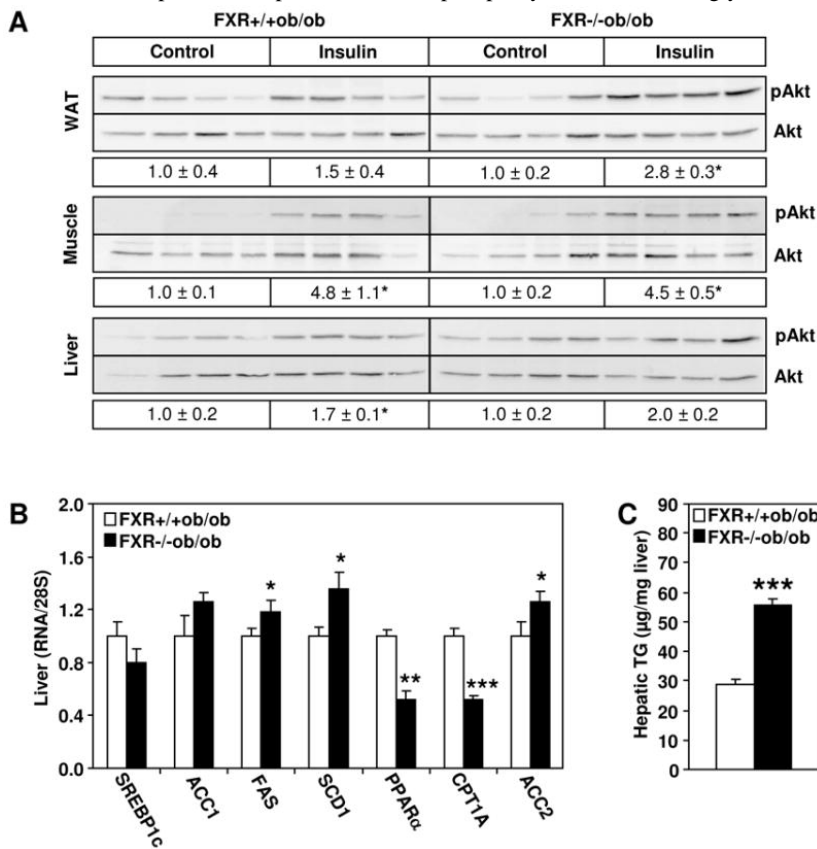 A
FXR+/+ob/ob FXR-/-ob/ob
Control Insulin Control Insulin
WAT
pAkt
Akt
1.0 ± 0.4 1.5 ± 0.4 1.0 ± 0.2 2.8 ± 0.3*
Muscle
pAkt
Akt
1.0 ± 0.1 4.8 ± 1.1* 1.0 ± 0.2 4.5 ± 0.5*
Liver
pAkt
Akt
1.0 ± 0.2 1.7 ± 0.1* 1.0 ± 0.2 2.0 ± 0.2
B
Liver (RNA/28S)
2.0
1.6
1.2
0.8
0.4
0.0
FXR+/+ob/ob
FXR-/-ob/ob
* * ** *** *
SREBP1c ACC1 FAS SCD1 PPARα CPT1A ACC2
C
Hepatic TG (µg/mg liver)
90
80
70
60
50
40
30
20
10
0
FXR+/+ob/ob
FXR-/-ob/ob
***